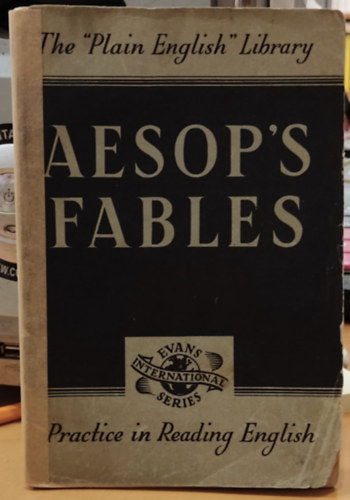 The "Plain English" Library
AESOP'S
FABLES
EVANS
INTERNATIONAL
SERIES
Practice in Reading English